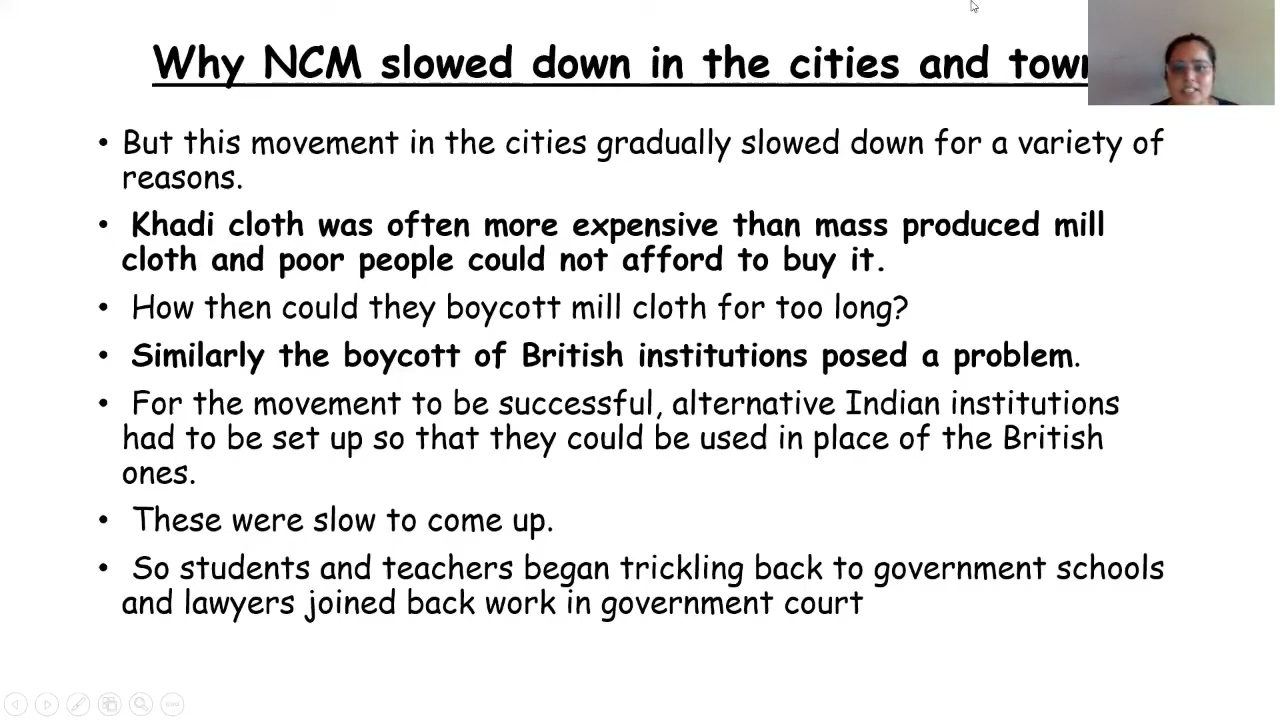 Why NCM slowed down in the cities and town
• But this movement in the cities gradually slowed down for a variety of
reasons.
• Khadi cloth was often more expensive than mass produced mill
cloth and poor people could not afford to buy it.
• How then could they boycott mill cloth for too long?
• Similarly the boycott of British institutions posed a problem.
• For the movement to be successful, alternative Indian institutions
had to be set up so that they could be used in place of the British
ones.
• These were slow to come up.
• So students and teachers began trickling back to government schools
and lawyers joined back work in government court